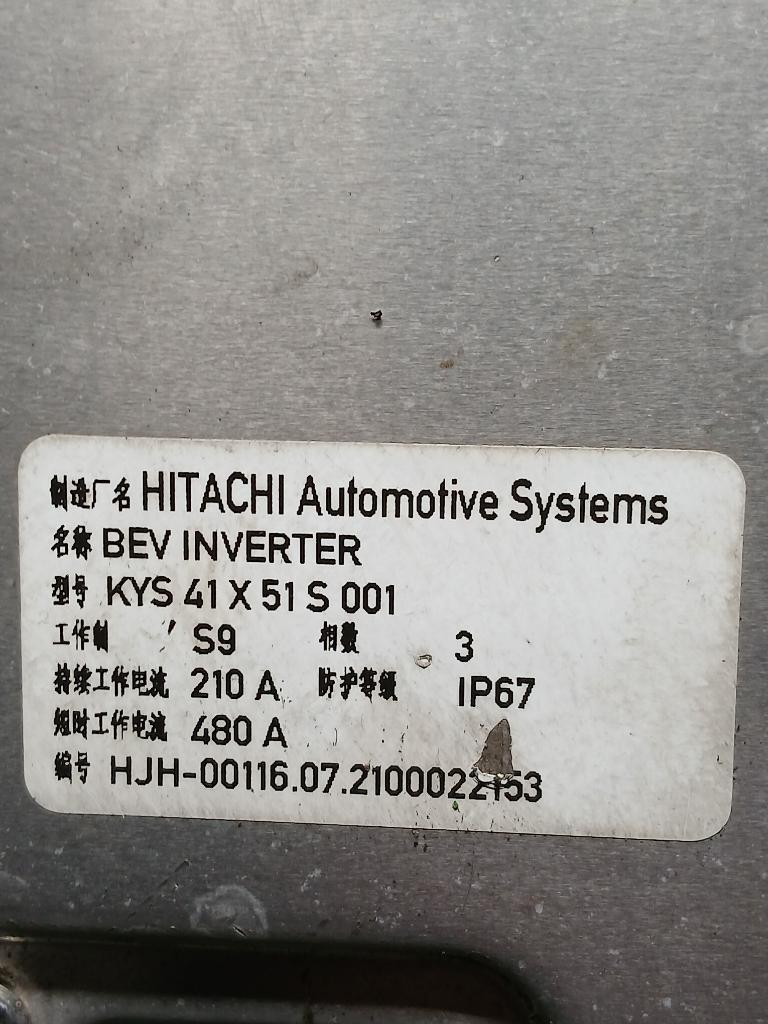 制造厂名 HITACHI Automotive Systems
名称 BEV INVERTER
型号 KYS 41 X 51 S 001
工作制 S9 相数 3
持续工作电流 210 A 防护等级 IP67
短时工作电流 480 A
编号 HJH-00116.07.2100022153